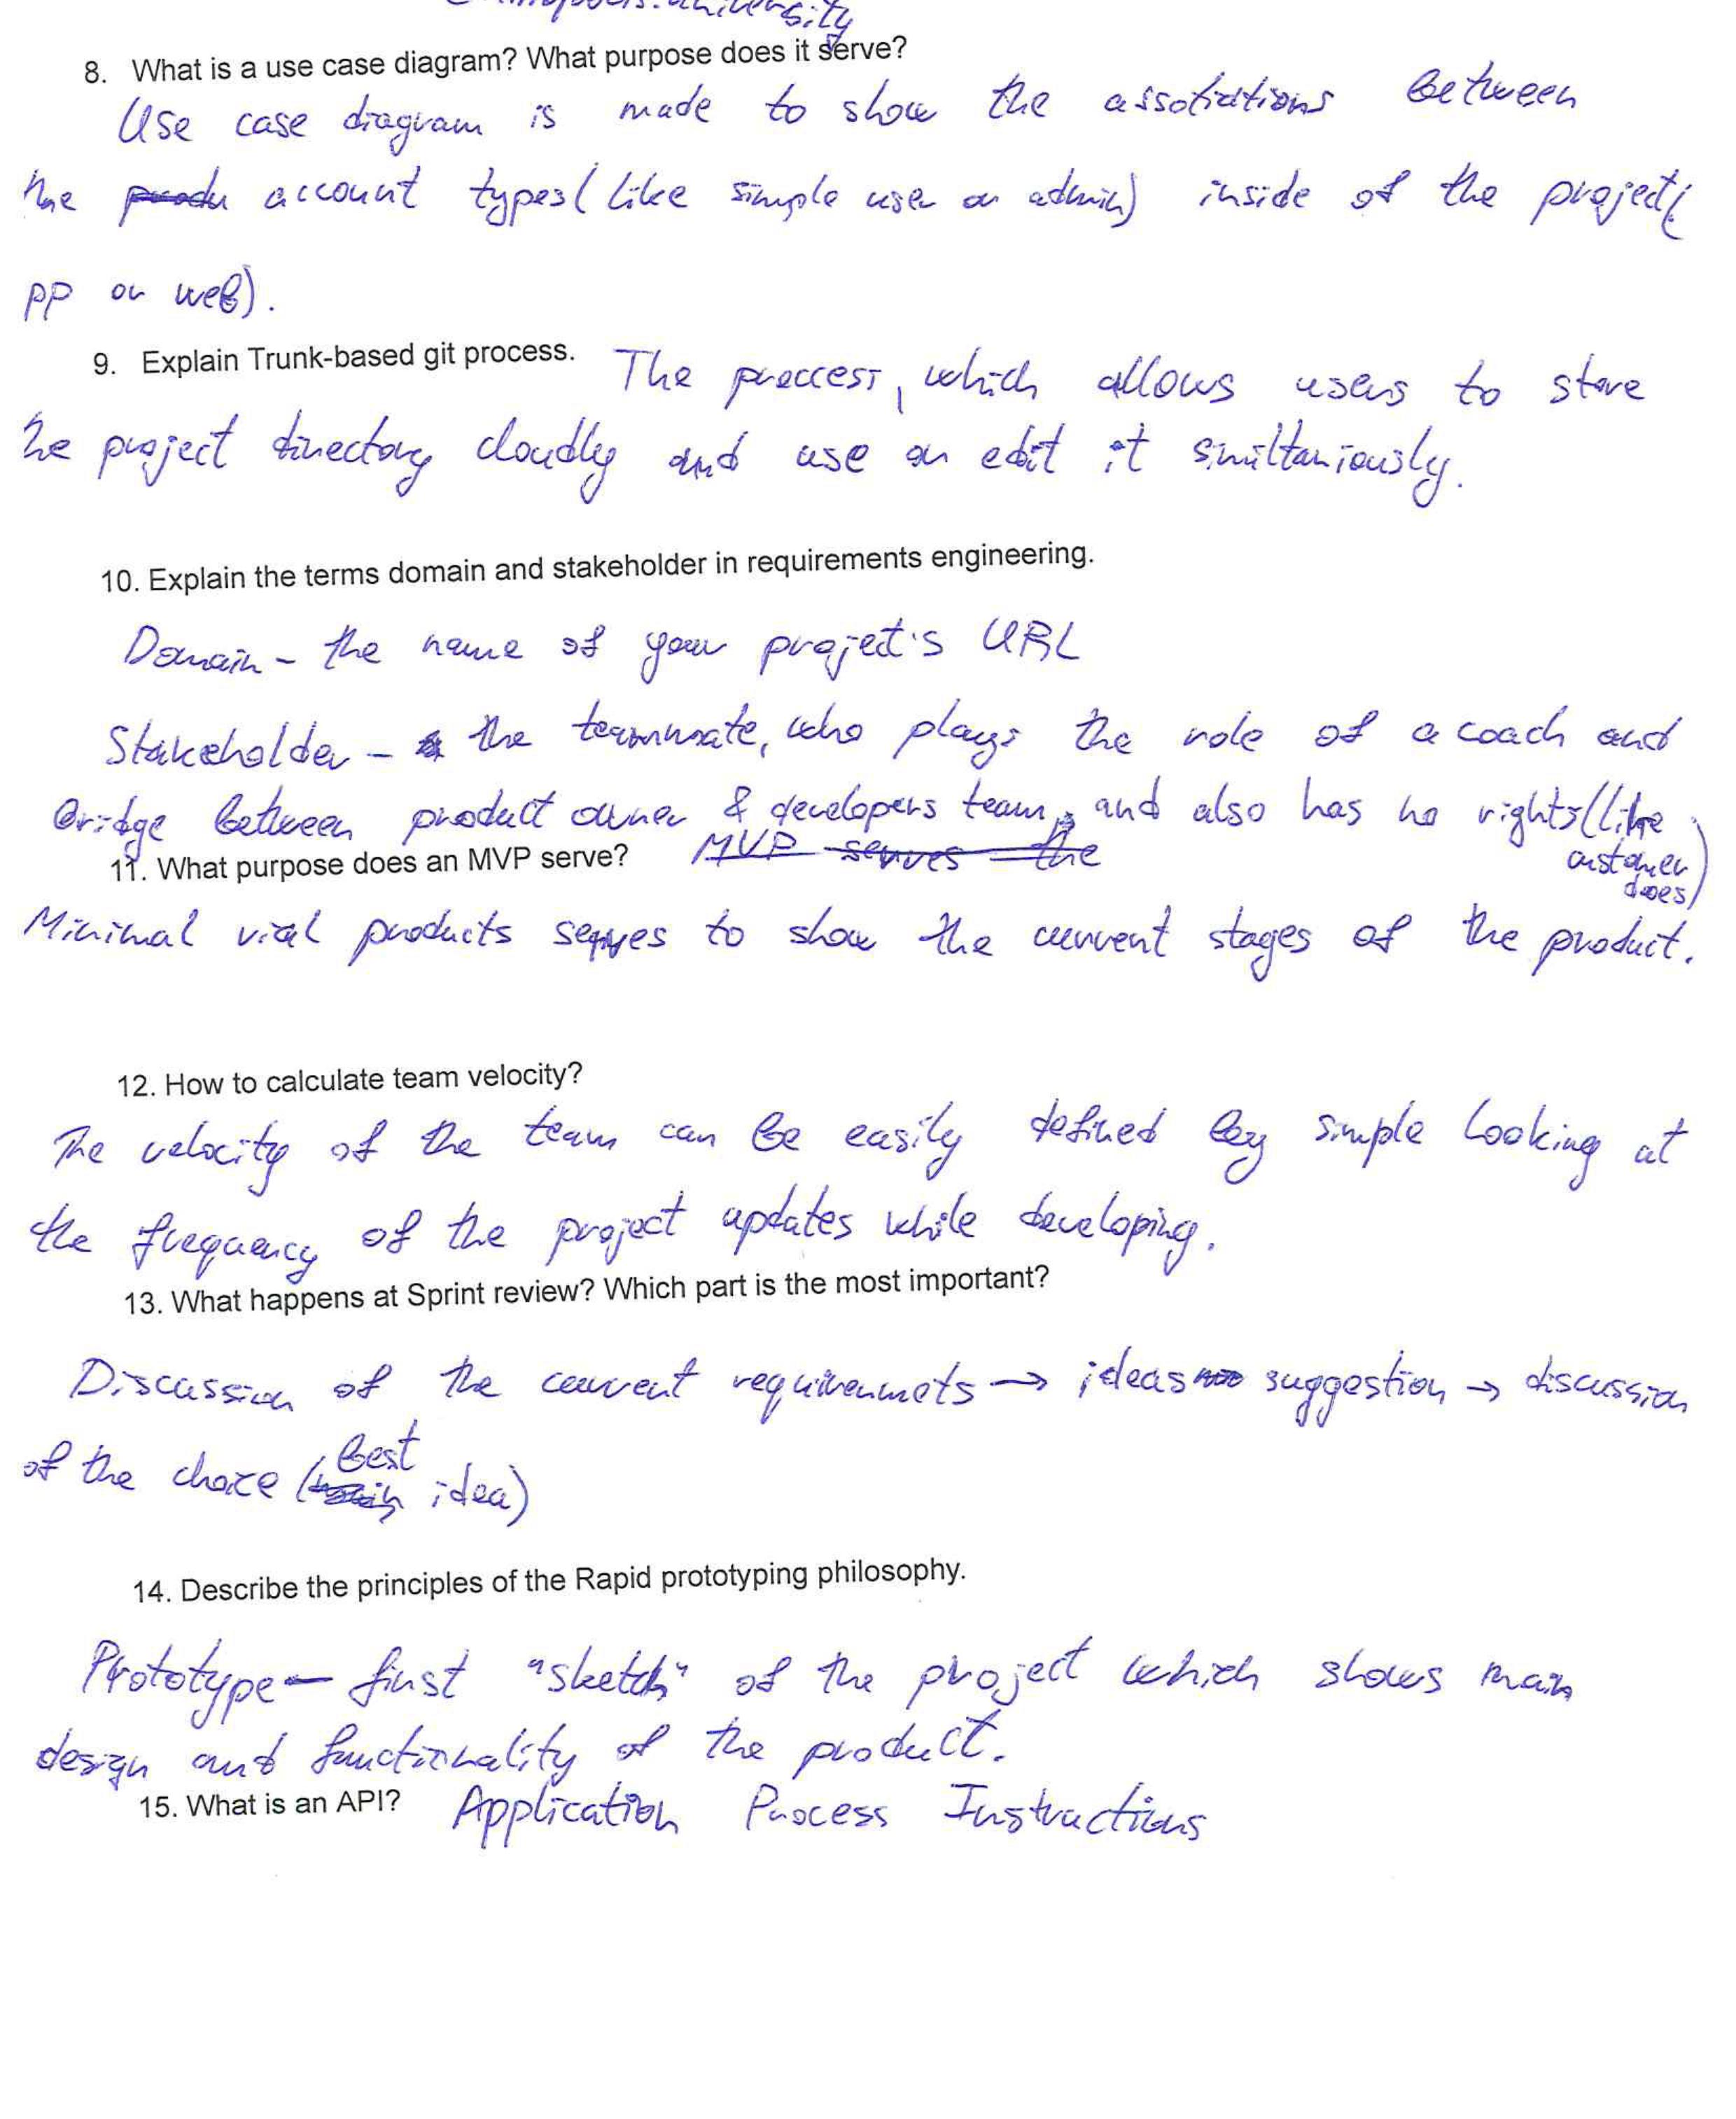 8. What is a use case diagram? What purpose does it serve?
Use case diagram is made to show the assotiations between
the account types (like simple user or admin) inside of the project (
pp or web).
9. Explain Trunk-based git process. The proccess, which allows users to store
he project directory cloudly and use or edit it simultaniously.
10. Explain the terms domain and stakeholder in requirements engineering.
Domain - the name of your project's URL
Stakeholder - the teammate, who plays the role of a coach and
bridge between product owner & developers team, and also has no rights (like
customer
does)
11. What purpose does an MVP serve? MVP serves the
Minimal vial products serves to show the current stages of the product.
12. How to calculate team velocity?
The velocity of the team can be easily defined by simple looking at
the frequency of the project updates while developing.
13. What happens at Sprint review? Which part is the most important?
Discussion of the current requirenmets → ideas suggestion → discussion
of the choice (best idea)
14. Describe the principles of the Rapid prototyping philosophy.
Prototype - first "sketch" of the project which shows main
design and functionality of the product.
15. What is an API? Application Process Instructions